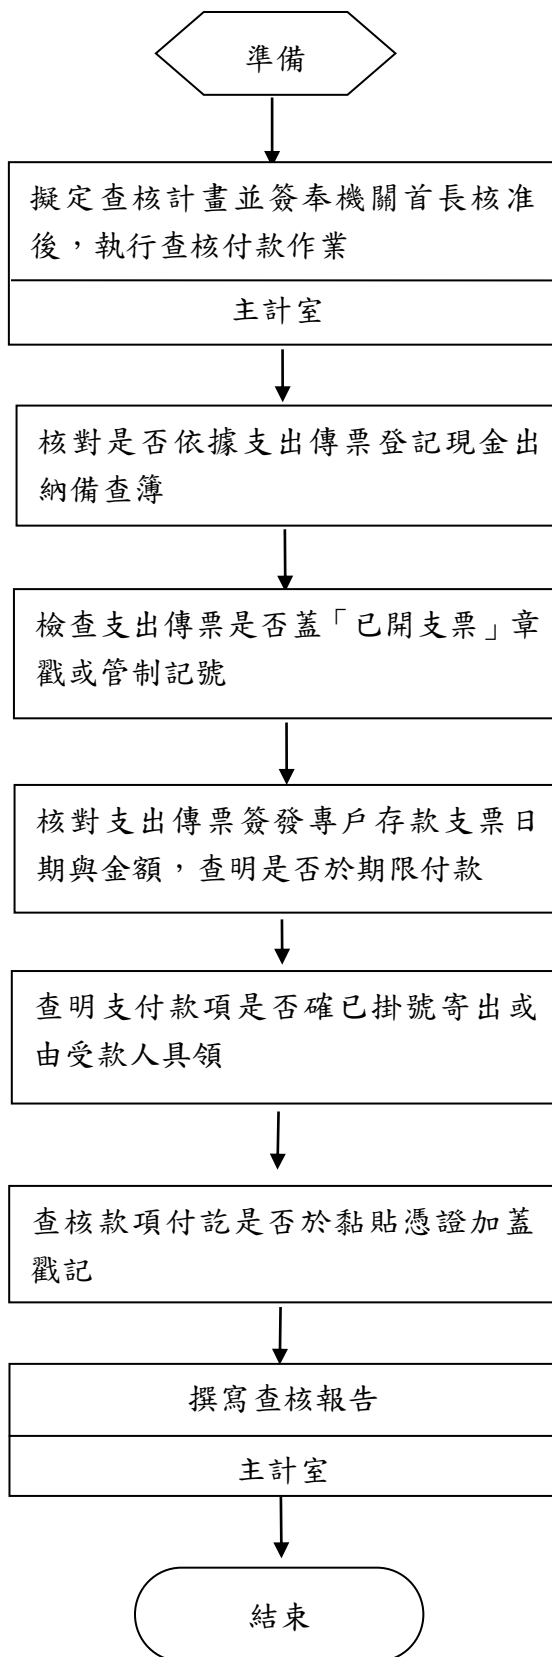 準備
擬定查核計畫並簽奉機關首長核准
後，執行查核付款作業
主計室
核對是否依據支出傳票登記現金出
納備查簿
檢查支出傳票是否蓋「已開支票」章
戳或管制記號
核對支出傳票簽發專戶存款支票日
期與金額，查明是否於期限付款
查明支付款項是否確已掛號寄出或
由受款人具領
查核款項付訖是否於黏貼憑證加蓋
戳記
撰寫查核報告
主計室
結束